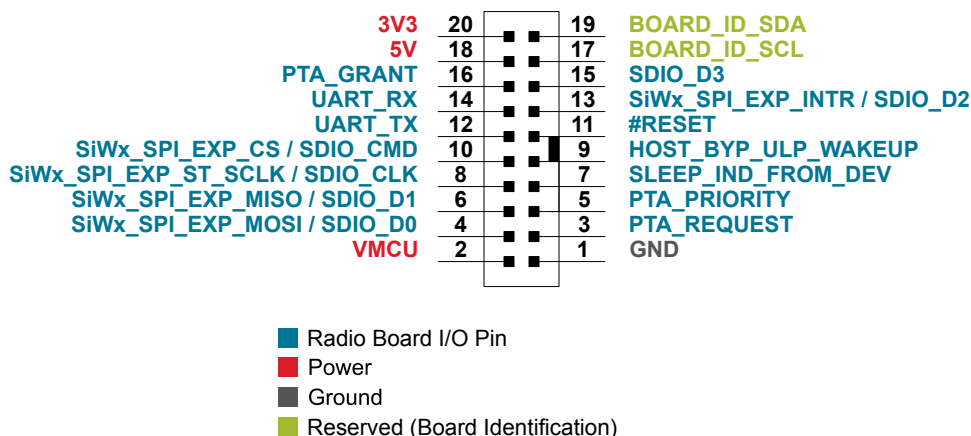 3V3 20 19 BOARD_ID_SDA
5V 18 17 BOARD_ID_SCL
PTA_GRANT 16 15 SDIO_D3
UART_RX 14 13 SiWx_SPI_EXP_INTR / SDIO_D2
UART_TX 12 11 #RESET
SiWx_SPI_EXP_CS / SDIO_CMD 10 9 HOST_BYP_ULP_WAKEUP
SiWx_SPI_EXP_ST_SCLK / SDIO_CLK 8 7 SLEEP_IND_FROM_DEV
SiWx_SPI_EXP_MISO / SDIO_D1 6 5 PTA_PRIORITY
SiWx_SPI_EXP_MOSI / SDIO_D0 4 3 PTA_REQUEST
VMCU 2 1 GND
Radio Board I/O Pin
Power
Ground
Reserved (Board Identification)